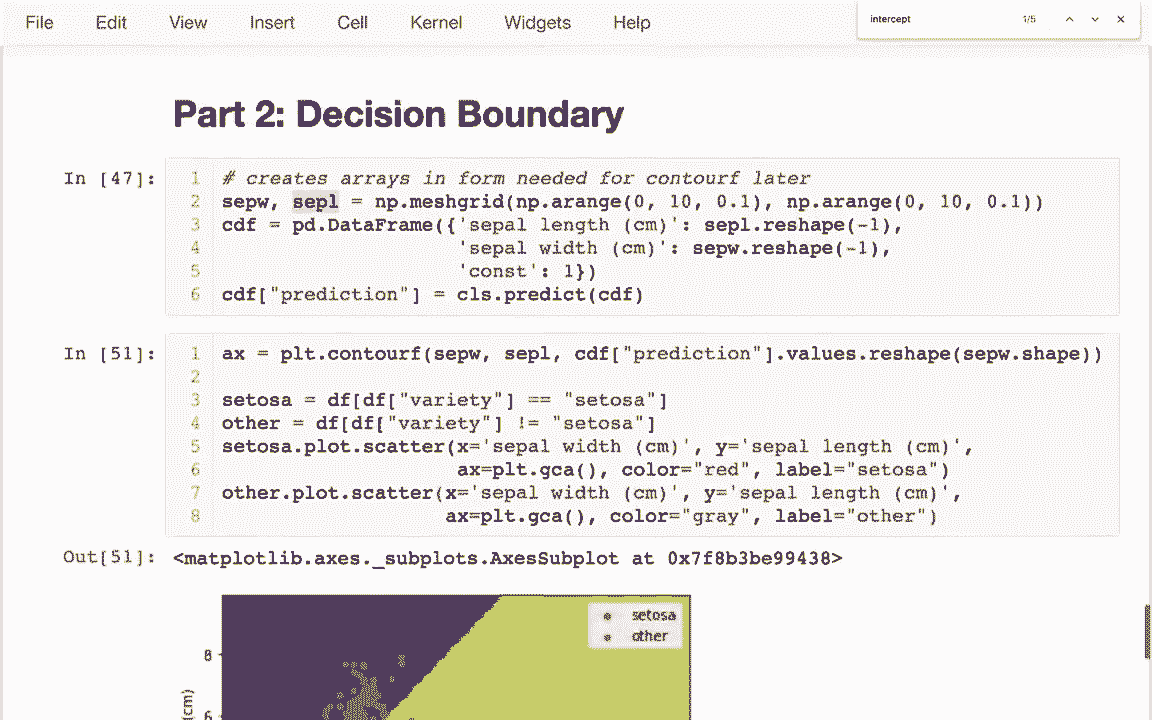 File Edit View Insert Cell Kernel Widgets Help
intercept 1/5
Part 2: Decision Boundary
In [47]:
1 # creates arrays in form needed for contourf later
2 sepw, sepl = np.meshgrid(np.arange(0, 10, 0.1), np.arange(0, 10, 0.1))
3 cdf = pd.DataFrame({'sepal length (cm)': sepl.reshape(-1),
4 'sepal width (cm)': sepw.reshape(-1),
5 'const': 1})
6 cdf["prediction"] = cls.predict(cdf)
In [51]:
1 ax = plt.contourf(sepw, sepl, cdf["prediction"].values.reshape(sepw.shape))
2
3 setosa = df[df["variety"] == "setosa"]
4 other = df[df["variety"] != "setosa"]
5 setosa.plot.scatter(x='sepal width (cm)', y='sepal length (cm)',
6 ax=plt.gca(), color="red", label="setosa")
7 other.plot.scatter(x='sepal width (cm)', y='sepal length (cm)',
8 ax=plt.gca(), color="gray", label="other")
Out[51]: <matplotlib.axes._subplots.AxesSubplot at 0x7f8b3be99438>
setosa
other
8
(cm)
6